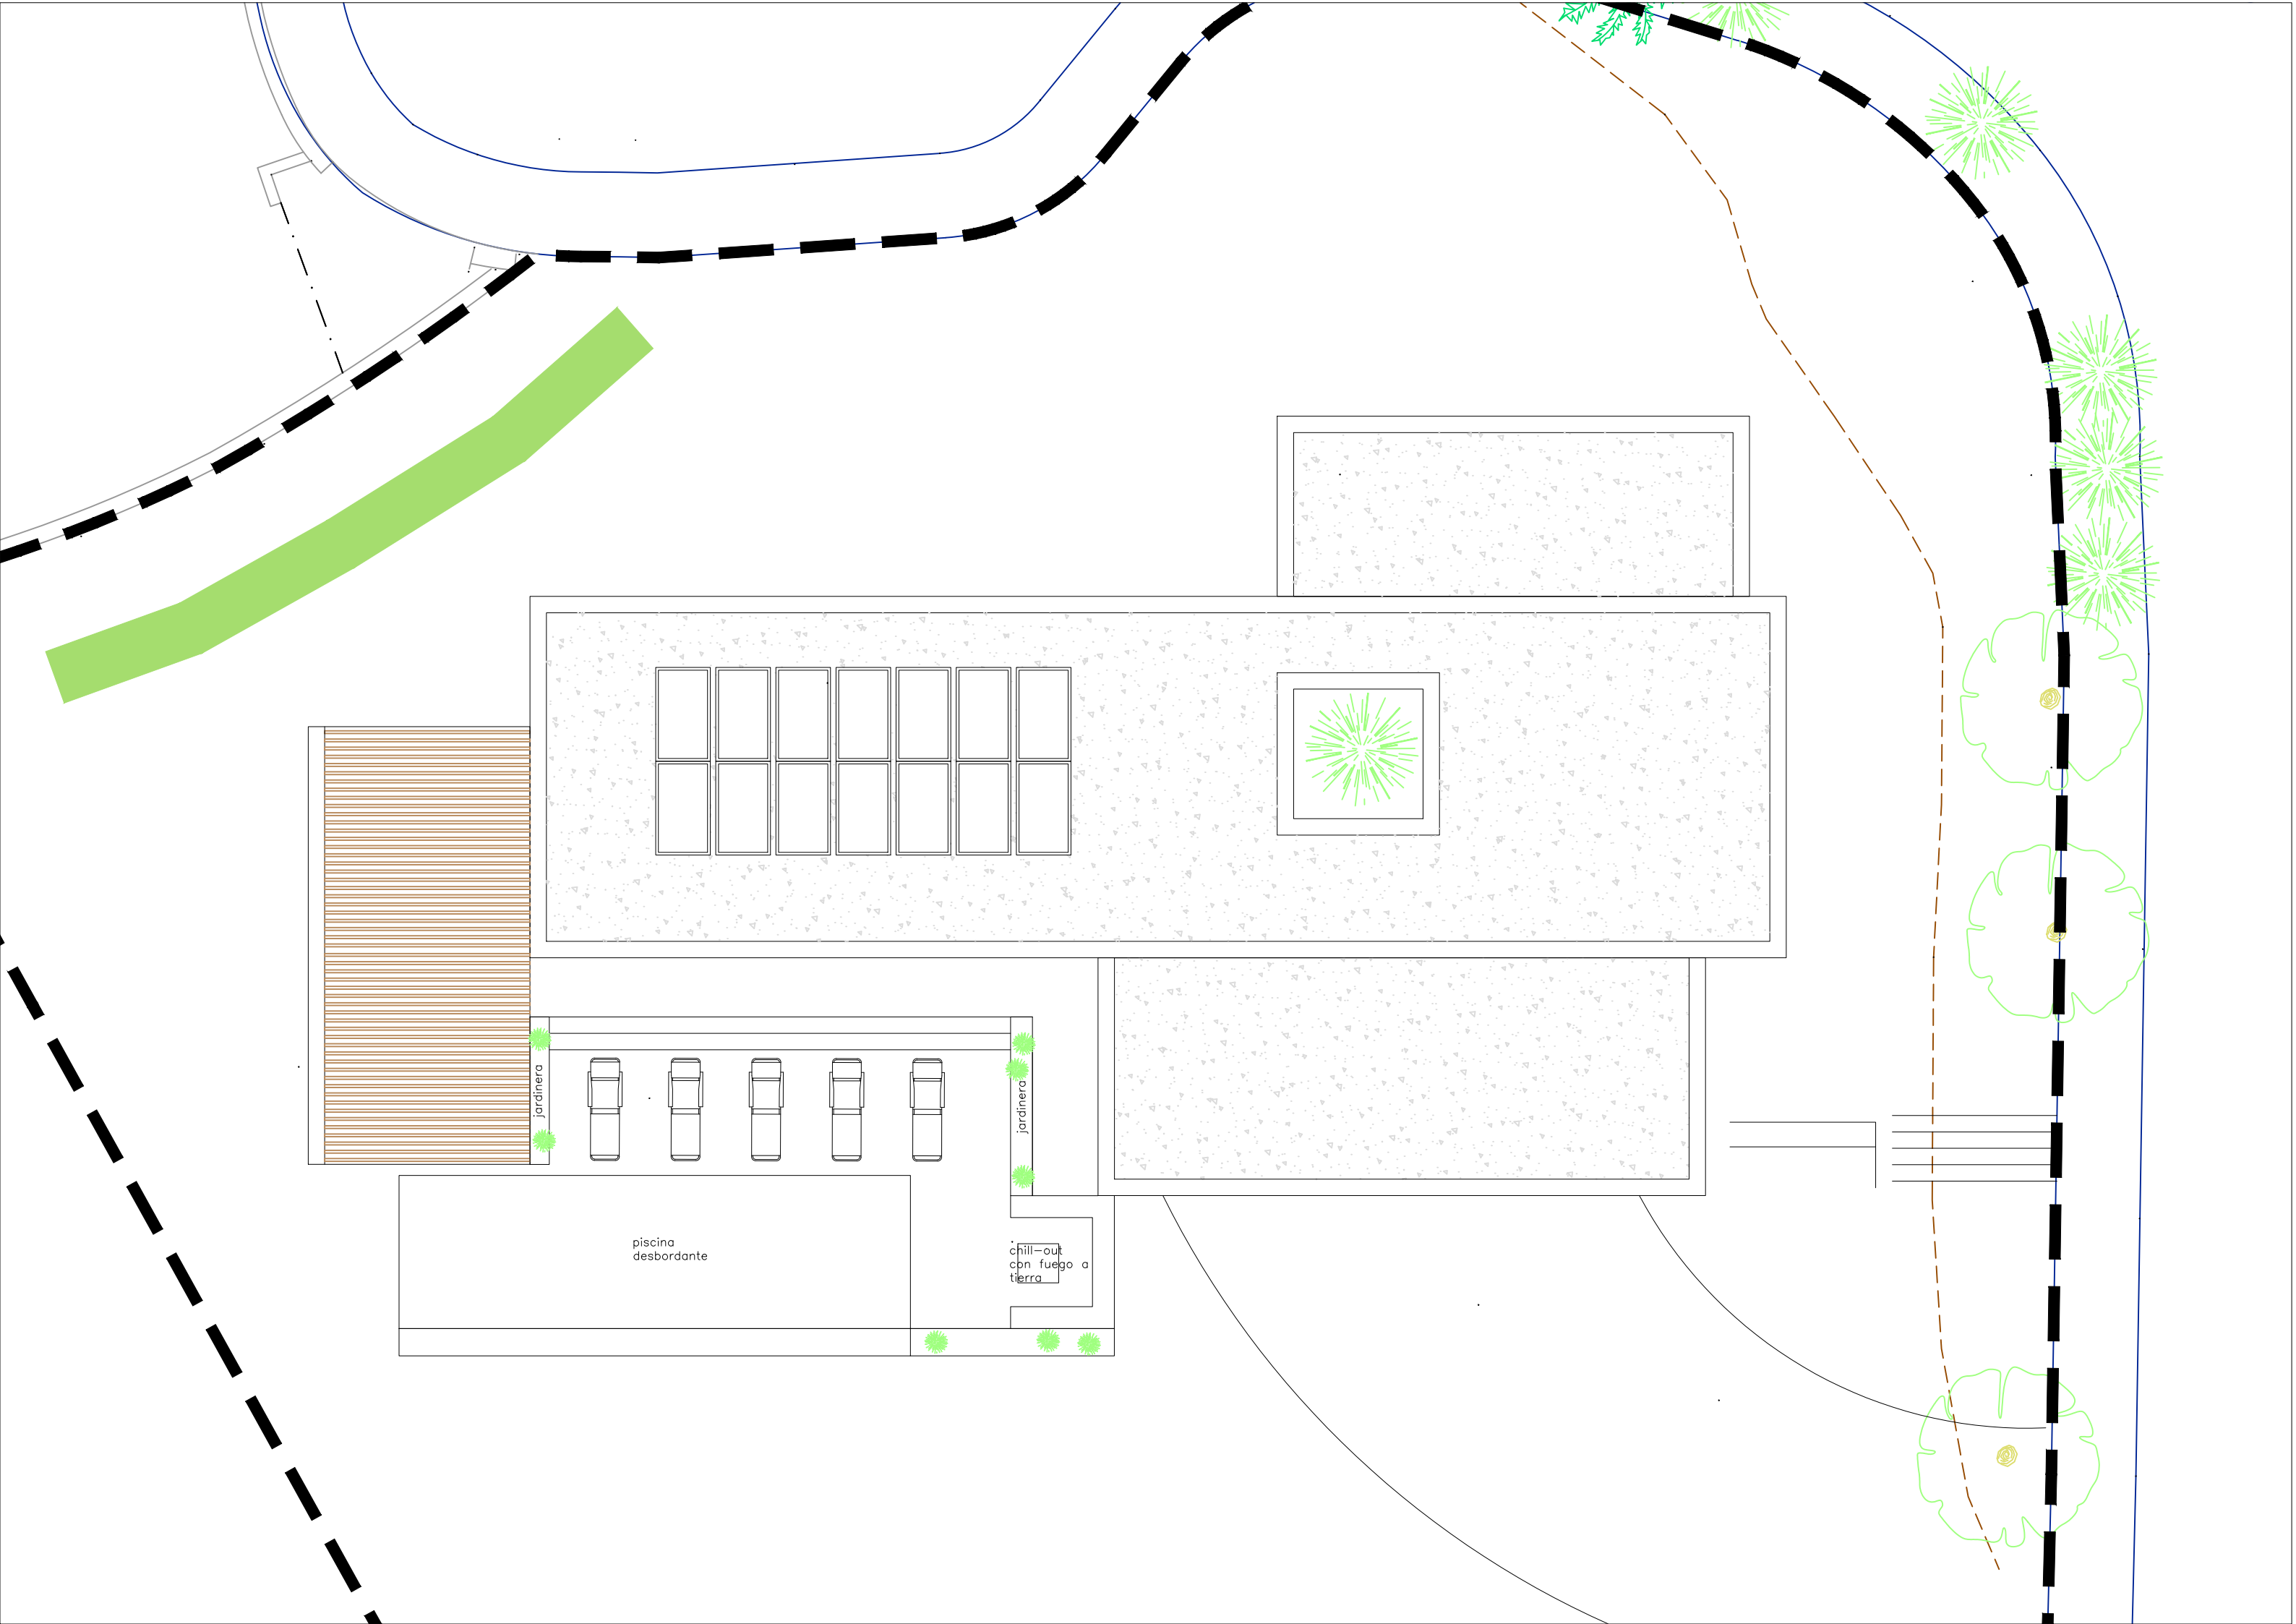 jardinera
jardinera
piscina
desbordante
chill-out
con fuego a
tierra